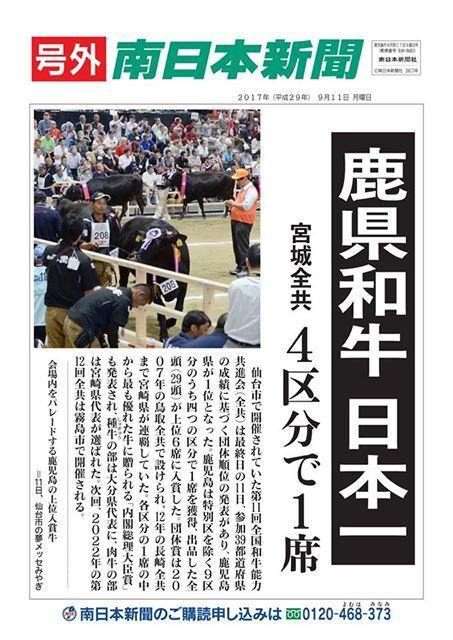 号外
南日本新聞
南日本新聞社
©南日本新聞社 2017年
2017年(平成29年) 9月11日 月曜日
鹿県和牛 日本一
宮城全共
4区分で1席
仙台市で開催されていた第11回全国和牛能力
共進会(全共)は最終日の11日、参加39都道府県
の成績に基づく団体順位の発表があり、鹿児島
県が1位となった。鹿児島は特別区を除く9区
分のうち四つの区分で1席を獲得、出品した全
頭(29頭)が上位6席に入賞した。団体賞は20
07年の鳥取全共で設けられ、12年の長崎全共
まで宮崎県が連覇していた。各区分の1席の中
から最も優れた牛に贈られる「内閣総理大臣賞」
も発表され、種牛の部は大分県代表に、肉牛の部
は宮崎県代表が選ばれた。次回、2022年の第
12回全共は霧島市で開催される。
会場内をパレードする鹿児島の上位入賞牛
=11日、仙台市の夢メッセみやぎ
208
208
南日本新聞のご購読申し込みは 0120-468-373
よむは みなみ